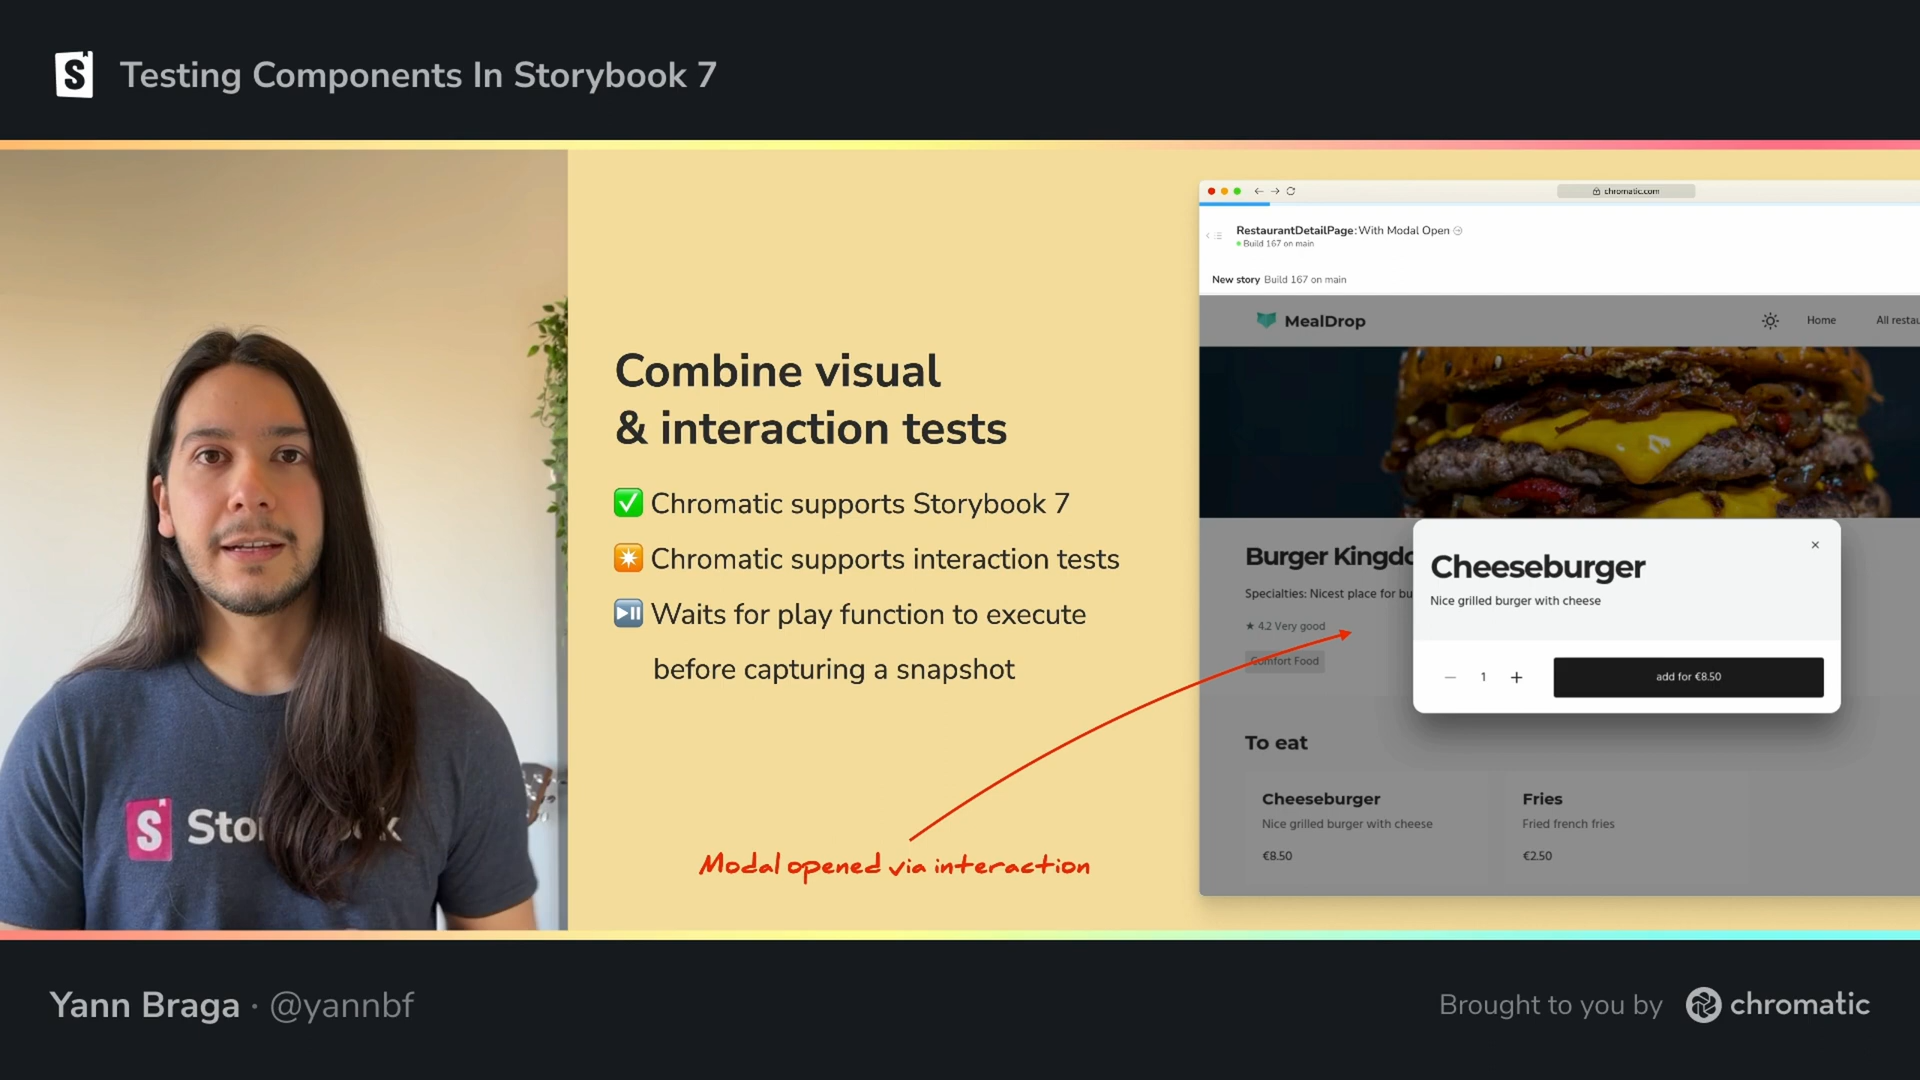 S Testing Components In Storybook 7
chromatic.com
RestaurantDetailPage: With Modal Open
Build 167 on main
New story Build 167 on main
MealDrop
Home
All restau
Combine visual
& interaction tests
Chromatic supports Storybook 7
Chromatic supports interaction tests
Waits for play function to execute
before capturing a snapshot
Modal opened via interaction
Burger Kingdo
Specialties: Nicest place for bu
★ 4.2 Very good
Comfort Food
Cheeseburger
Nice grilled burger with cheese
1
add for €8.50
To eat
Cheeseburger
Nice grilled burger with cheese
€8.50
Fries
Fried french fries
€2.50
S Sto k
Yann Braga · @yannbf
Brought to you by chromatic